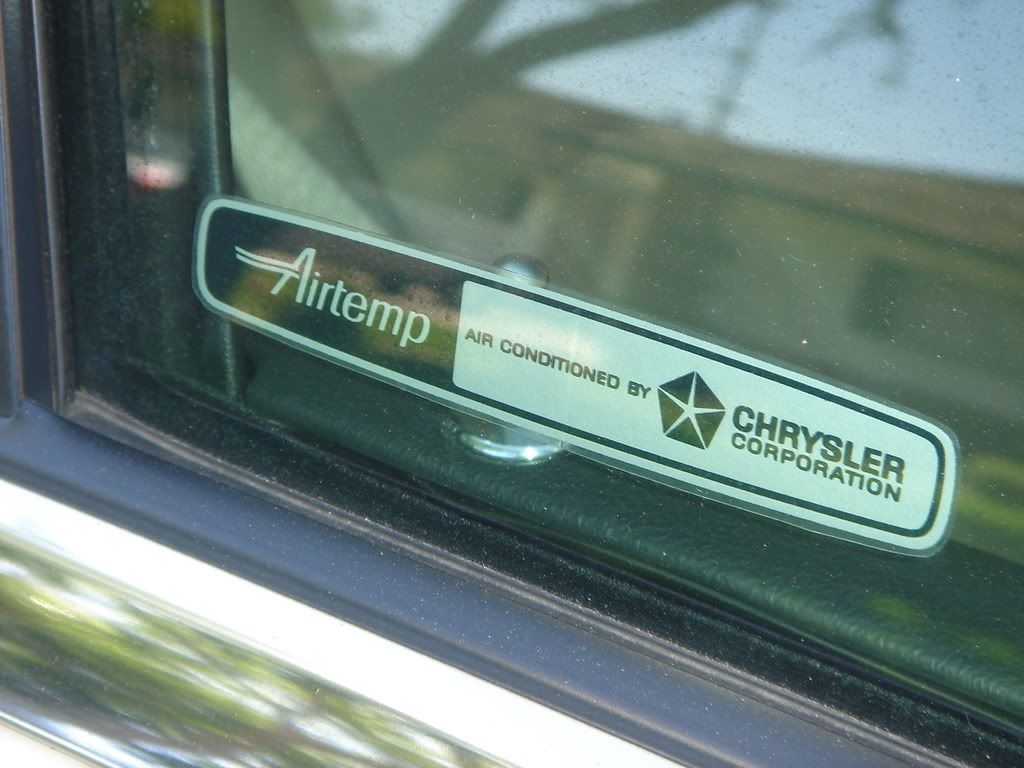 Airtemp
AIR CONDITIONED BY
CHRYSLER
CORPORATION